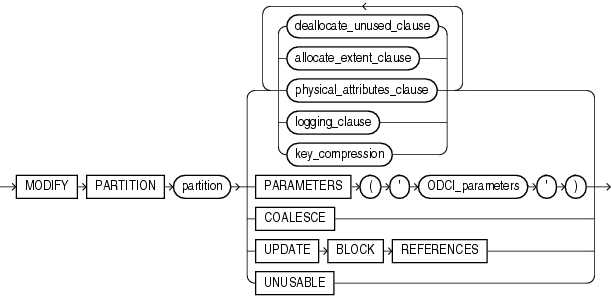 deallocate_unused_clause
allocate_extent_clause
physical_attributes_clause
logging_clause
key_compression
MODIFY PARTITION partition PARAMETERS ( ' ODCI_parameters ' )
COALESCE
UPDATE BLOCK REFERENCES
UNUSABLE